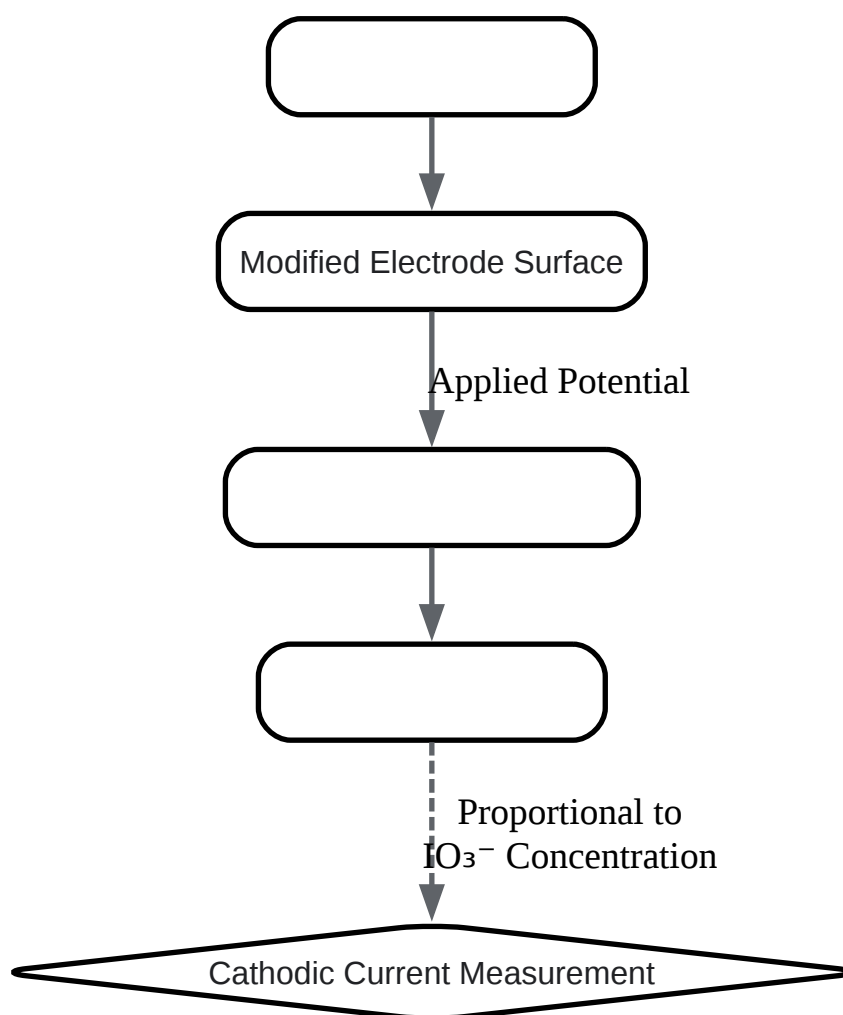 Modified Electrode Surface
Applied Potential
Proportional to
IO₃⁻ Concentration
Cathodic Current Measurement